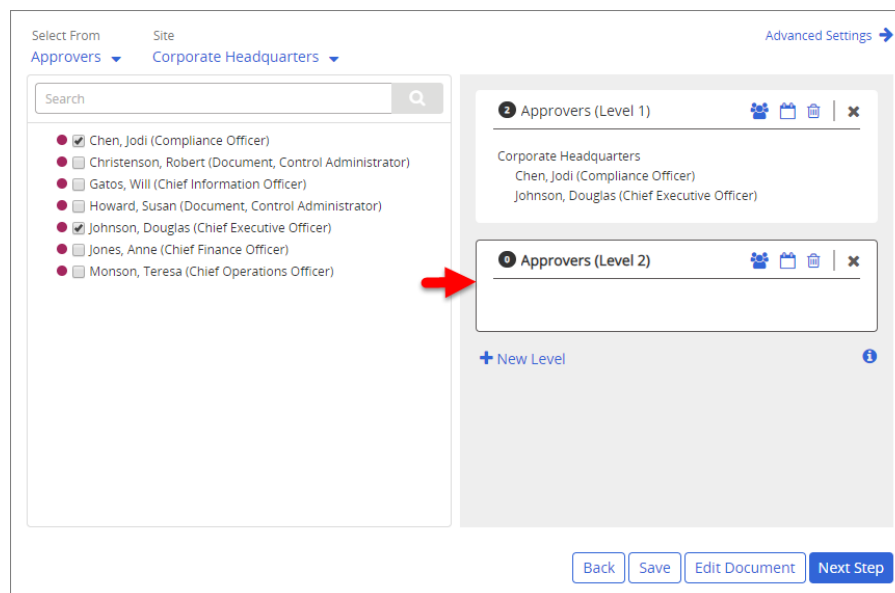 Select From
Site
Advanced Settings
Approvers
Corporate Headquarters
Search
Chen, Jodi (Compliance Officer)
Christenson, Robert (Document, Control Administrator)
Gatos, Will (Chief Information Officer)
Howard, Susan (Document, Control Administrator)
Johnson, Douglas (Chief Executive Officer)
Jones, Anne (Chief Finance Officer)
Monson, Teresa (Chief Operations Officer)
2 Approvers (Level 1)
Corporate Headquarters
Chen, Jodi (Compliance Officer)
Johnson, Douglas (Chief Executive Officer)
0 Approvers (Level 2)
New Level
Back
Save
Edit Document
Next Step